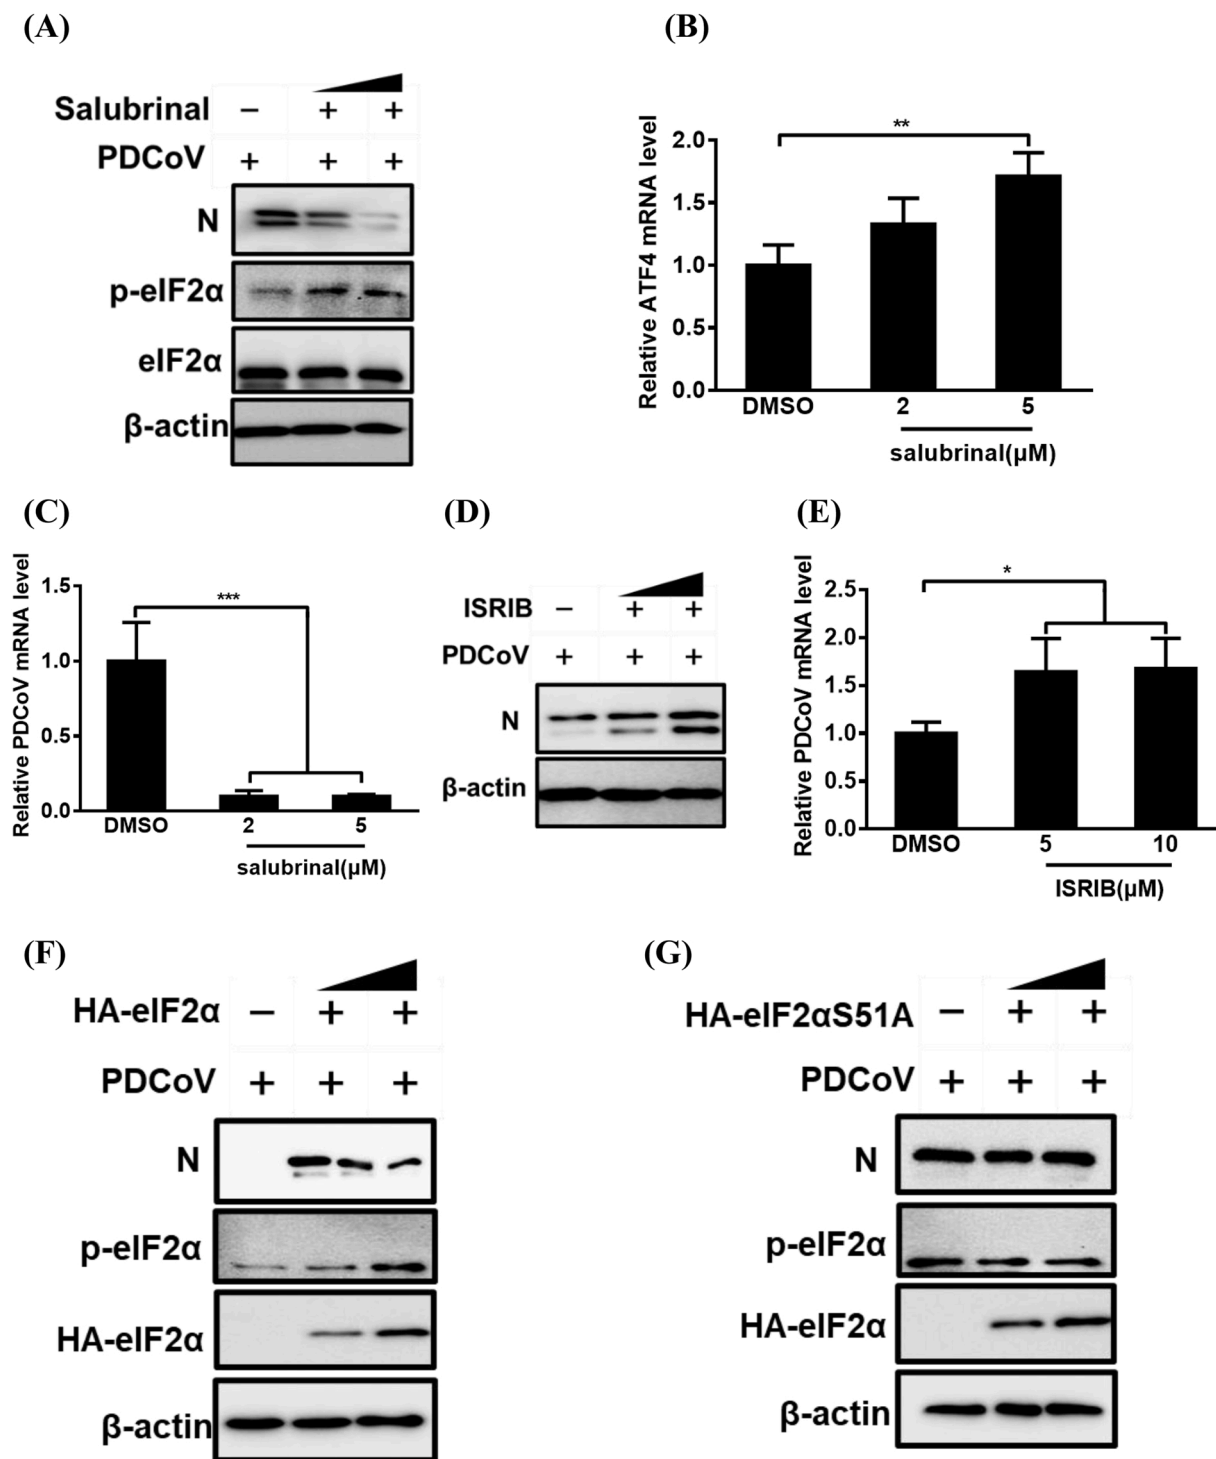 (A)
Salubrinal − + +
PDCoV + + +
N
p-eIF2α
eIF2α
β-actin
(B)
Relative ATF4 mRNA level
2.0
**
1.5
1.0
0.5
0.0
DMSO 2 5
salubrinal(μM)
(C)
Relative PDCoV mRNA level
1.5
***
1.0
0.5
0.0
DMSO 2 5
salubrinal(μM)
(D)
ISRIB − + +
PDCoV + + +
N
β-actin
(E)
Relative PDCoV mRNA level
2.5
*
2.0
1.5
1.0
0.5
0.0
DMSO 5 10
ISRIB(μM)
(F)
HA-eIF2α − + +
PDCoV + + +
N
p-eIF2α
HA-eIF2α
β-actin
(G)
HA-eIF2αS51A − + +
PDCoV + + +
N
p-eIF2α
HA-eIF2α
β-actin